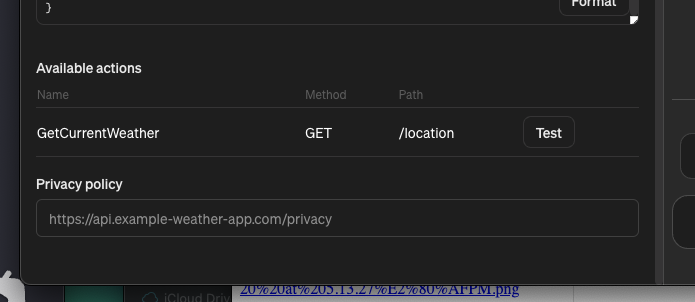 }
Format
Available actions
Name Method Path
GetCurrentWeather GET /location Test
Privacy policy
https://api.example-weather-app.com/privacy
iCloud Driv
20%20at%205.13.27%E2%80%AFPM.png